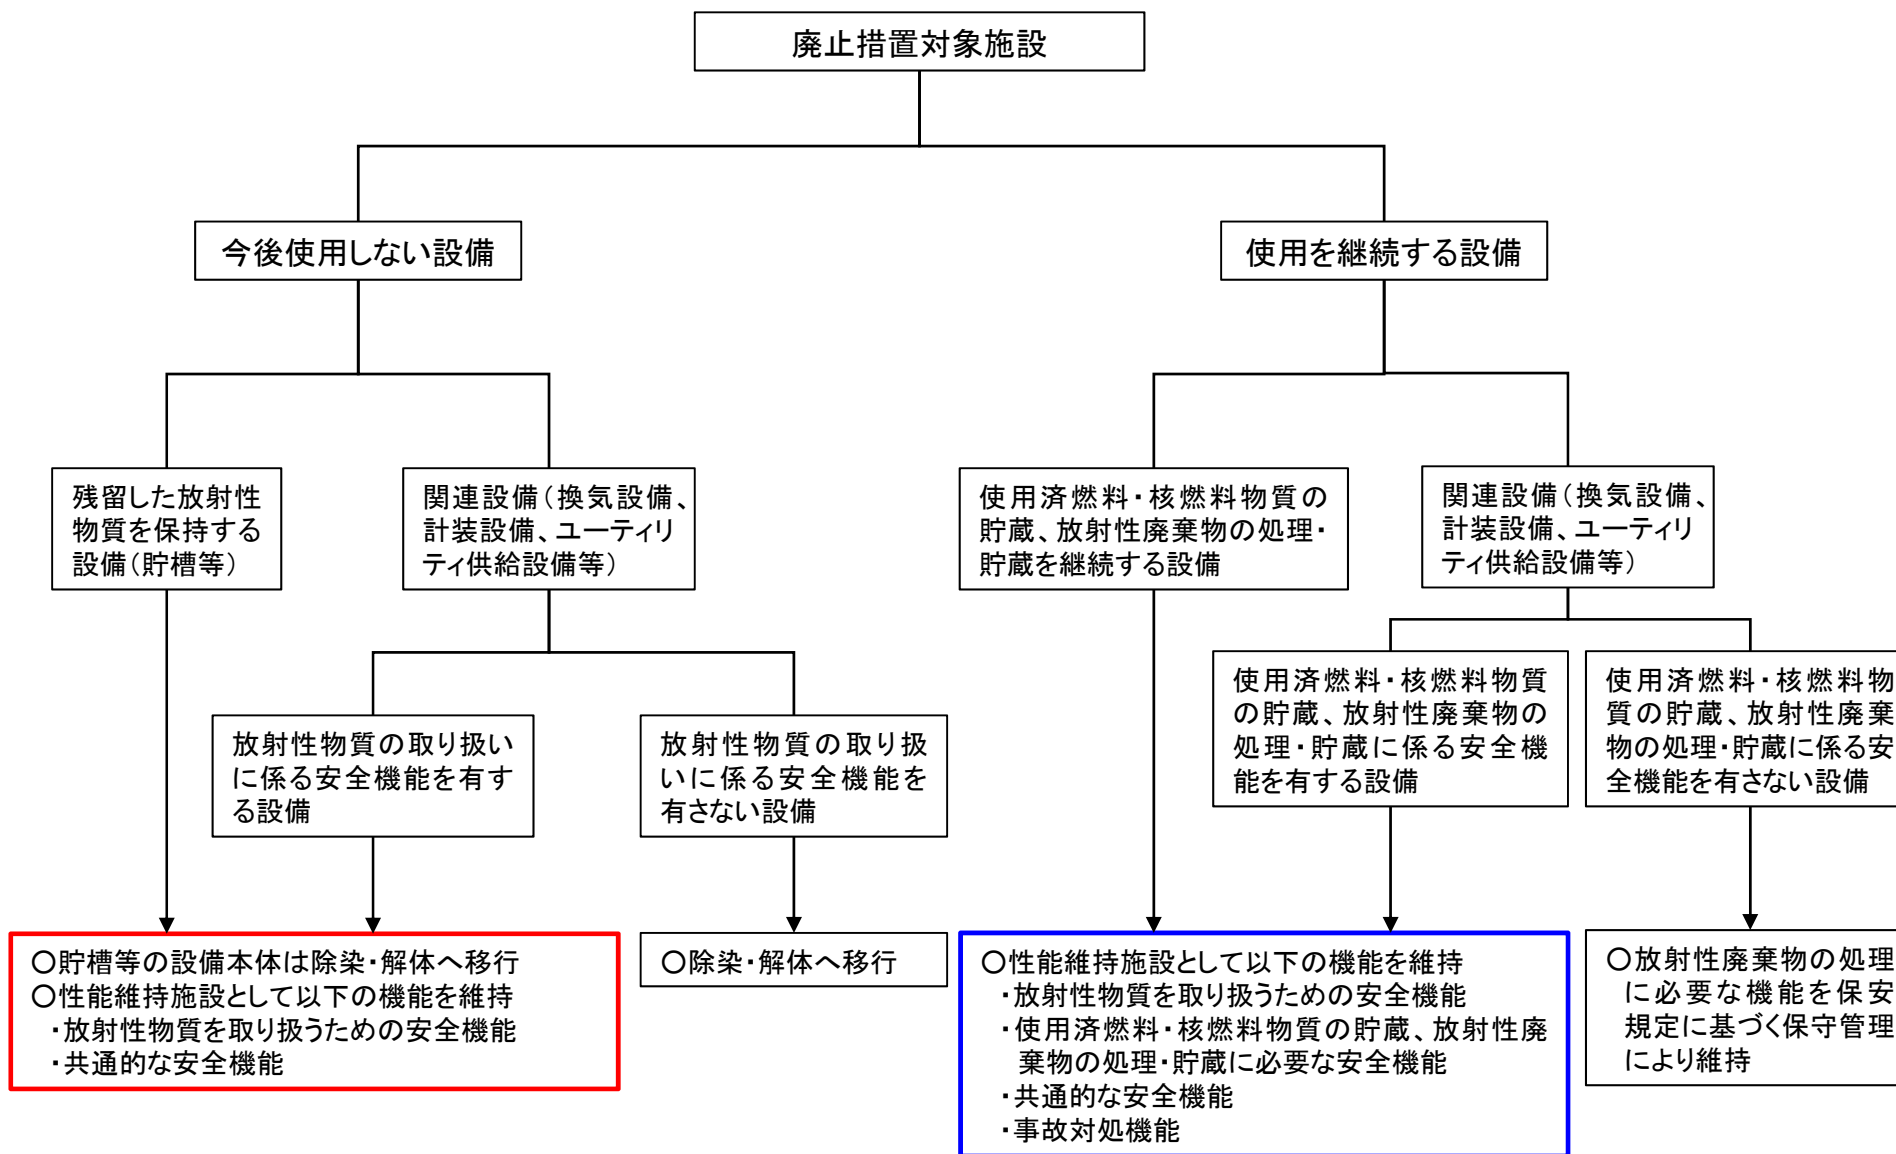 廃止措置対象施設
今後使用しない設備
使用を継続する設備
残留した放射性
物質を保持する
設備(貯槽等)
関連設備(換気設備、
計装設備、ユーティリ
ティ供給設備等)
使用済燃料・核燃料物質の
貯蔵、放射性廃棄物の処理・
貯蔵を継続する設備
関連設備(換気設備、
計装設備、ユーティリ
ティ供給設備等)
放射性物質の取り扱い
に係る安全機能を有す
る設備
放射性物質の取り扱
いに係る安全機能を
有さない設備
使用済燃料・核燃料物質
の貯蔵、放射性廃棄物の
処理・貯蔵に係る安全機
能を有する設備
使用済燃料・核燃料物
質の貯蔵、放射性廃棄
物の処理・貯蔵に係る安
全機能を有さない設備
○貯槽等の設備本体は除染・解体へ移行
○性能維持施設として以下の機能を維持
・放射性物質を取り扱うための安全機能
・共通的な安全機能
○除染・解体へ移行
○性能維持施設として以下の機能を維持
・放射性物質を取り扱うための安全機能
・使用済燃料・核燃料物質の貯蔵、放射性廃
棄物の処理・貯蔵に必要な安全機能
・共通的な安全機能
・事故対処機能
○放射性廃棄物の処理
に必要な機能を保安
規定に基づく保守管理
により維持